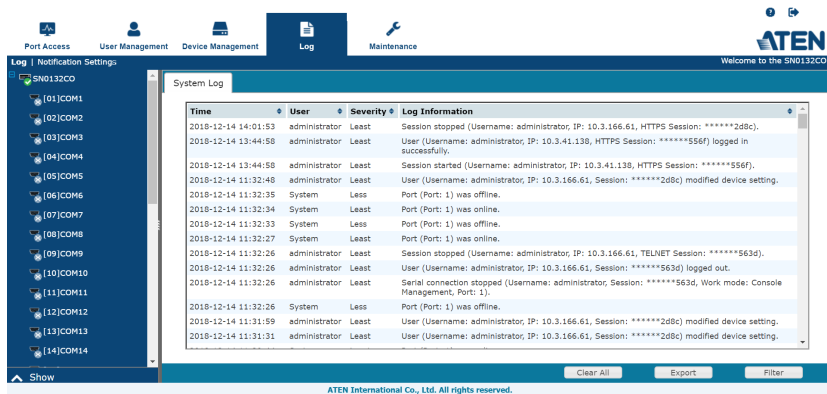 Port Access
User Management
Device Management
Log
Maintenance
ATEN
Log | Notification Settings
Welcome to the SN0132CO
SN0132CO
[01]COM1
[02]COM2
[03]COM3
[04]COM4
[05]COM5
[06]COM6
[07]COM7
[08]COM8
[09]COM9
[10]COM10
[11]COM11
[12]COM12
[13]COM13
[14]COM14
Show
System Log
Time User Severity Log Information
2018-12-14 14:01:53 administrator Least Session stopped (Username: administrator, IP: 10.3.166.61, HTTPS Session: ******2d8c).
2018-12-14 13:44:58 administrator Least User (Username: administrator, IP: 10.3.41.138, HTTPS Session: ******556f) logged in
successfully.
2018-12-14 13:44:58 administrator Least Session started (Username: administrator, IP: 10.3.41.138, HTTPS Session: ******556f).
2018-12-14 11:32:48 administrator Least User (Username: administrator, IP: 10.3.166.61, Session: ******2d8c) modified device setting.
2018-12-14 11:32:35 System Less Port (Port: 1) was offline.
2018-12-14 11:32:34 System Least Port (Port: 1) was online.
2018-12-14 11:32:33 System Less Port (Port: 1) was offline.
2018-12-14 11:32:27 System Least Port (Port: 1) was online.
2018-12-14 11:32:26 administrator Least Session stopped (Username: administrator, IP: 10.3.166.61, TELNET Session: ******563d).
2018-12-14 11:32:26 administrator Least User (Username: administrator, IP: 10.3.166.61, Session: ******563d) logged out.
2018-12-14 11:32:26 administrator Least Serial connection stopped (Username: administrator, Session: ******563d, Work mode: Console
Management, Port: 1).
2018-12-14 11:32:26 System Less Port (Port: 1) was offline.
2018-12-14 11:31:59 administrator Least User (Username: administrator, IP: 10.3.166.61, Session: ******2d8c) modified device setting.
2018-12-14 11:31:31 administrator Least User (Username: administrator, IP: 10.3.166.61, Session: ******2d8c) modified device setting.
Clear All
Export
Filter
ATEN International Co., Ltd. All rights reserved.